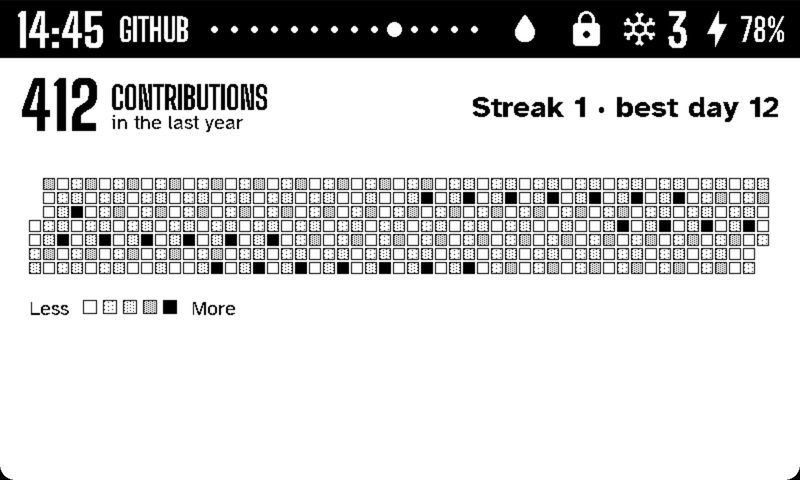 14:45 GITHUB 3 78%
412 CONTRIBUTIONS
in the last year
Streak 1 · best day 12
Less More